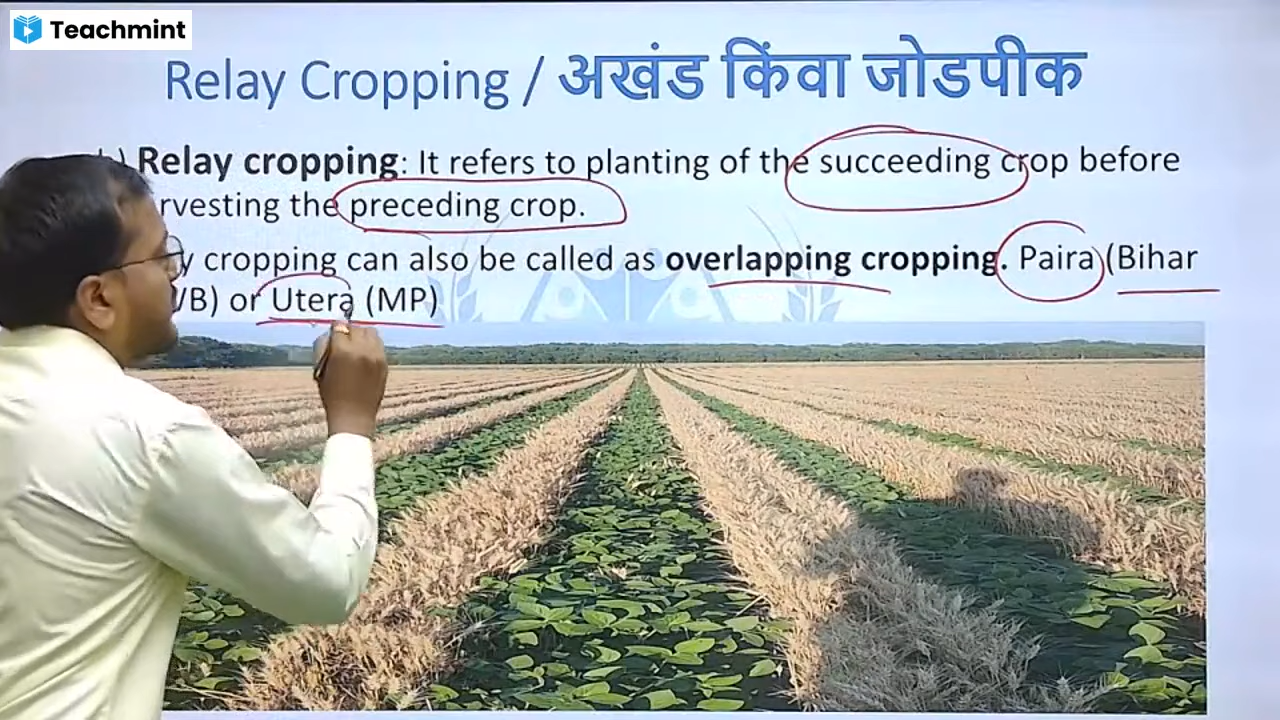 Teachmint
Relay Cropping / अखंड किंवा जोडपीक
Relay cropping: It refers to planting of the succeeding crop before
the preceding crop.
cropping can also be called as overlapping cropping. Paira (Bihar
or Utera (MP)